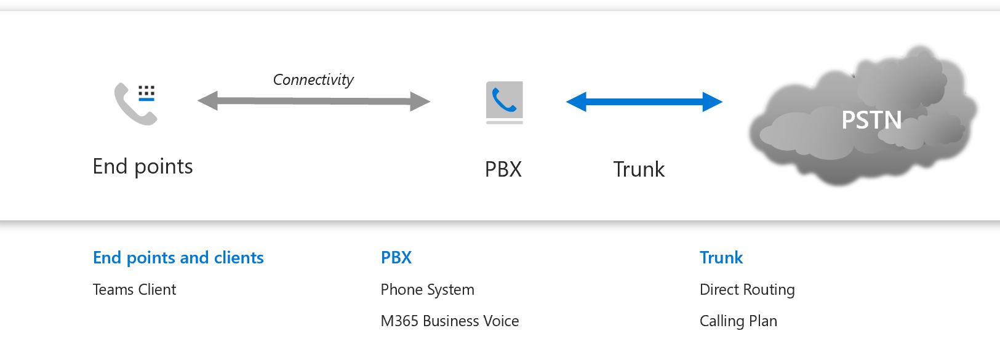 Connectivity
PSTN
End points
PBX
Trunk
End points and clients
PBX
Trunk
Teams Client
Phone System
Direct Routing
M365 Business Voice
Calling Plan